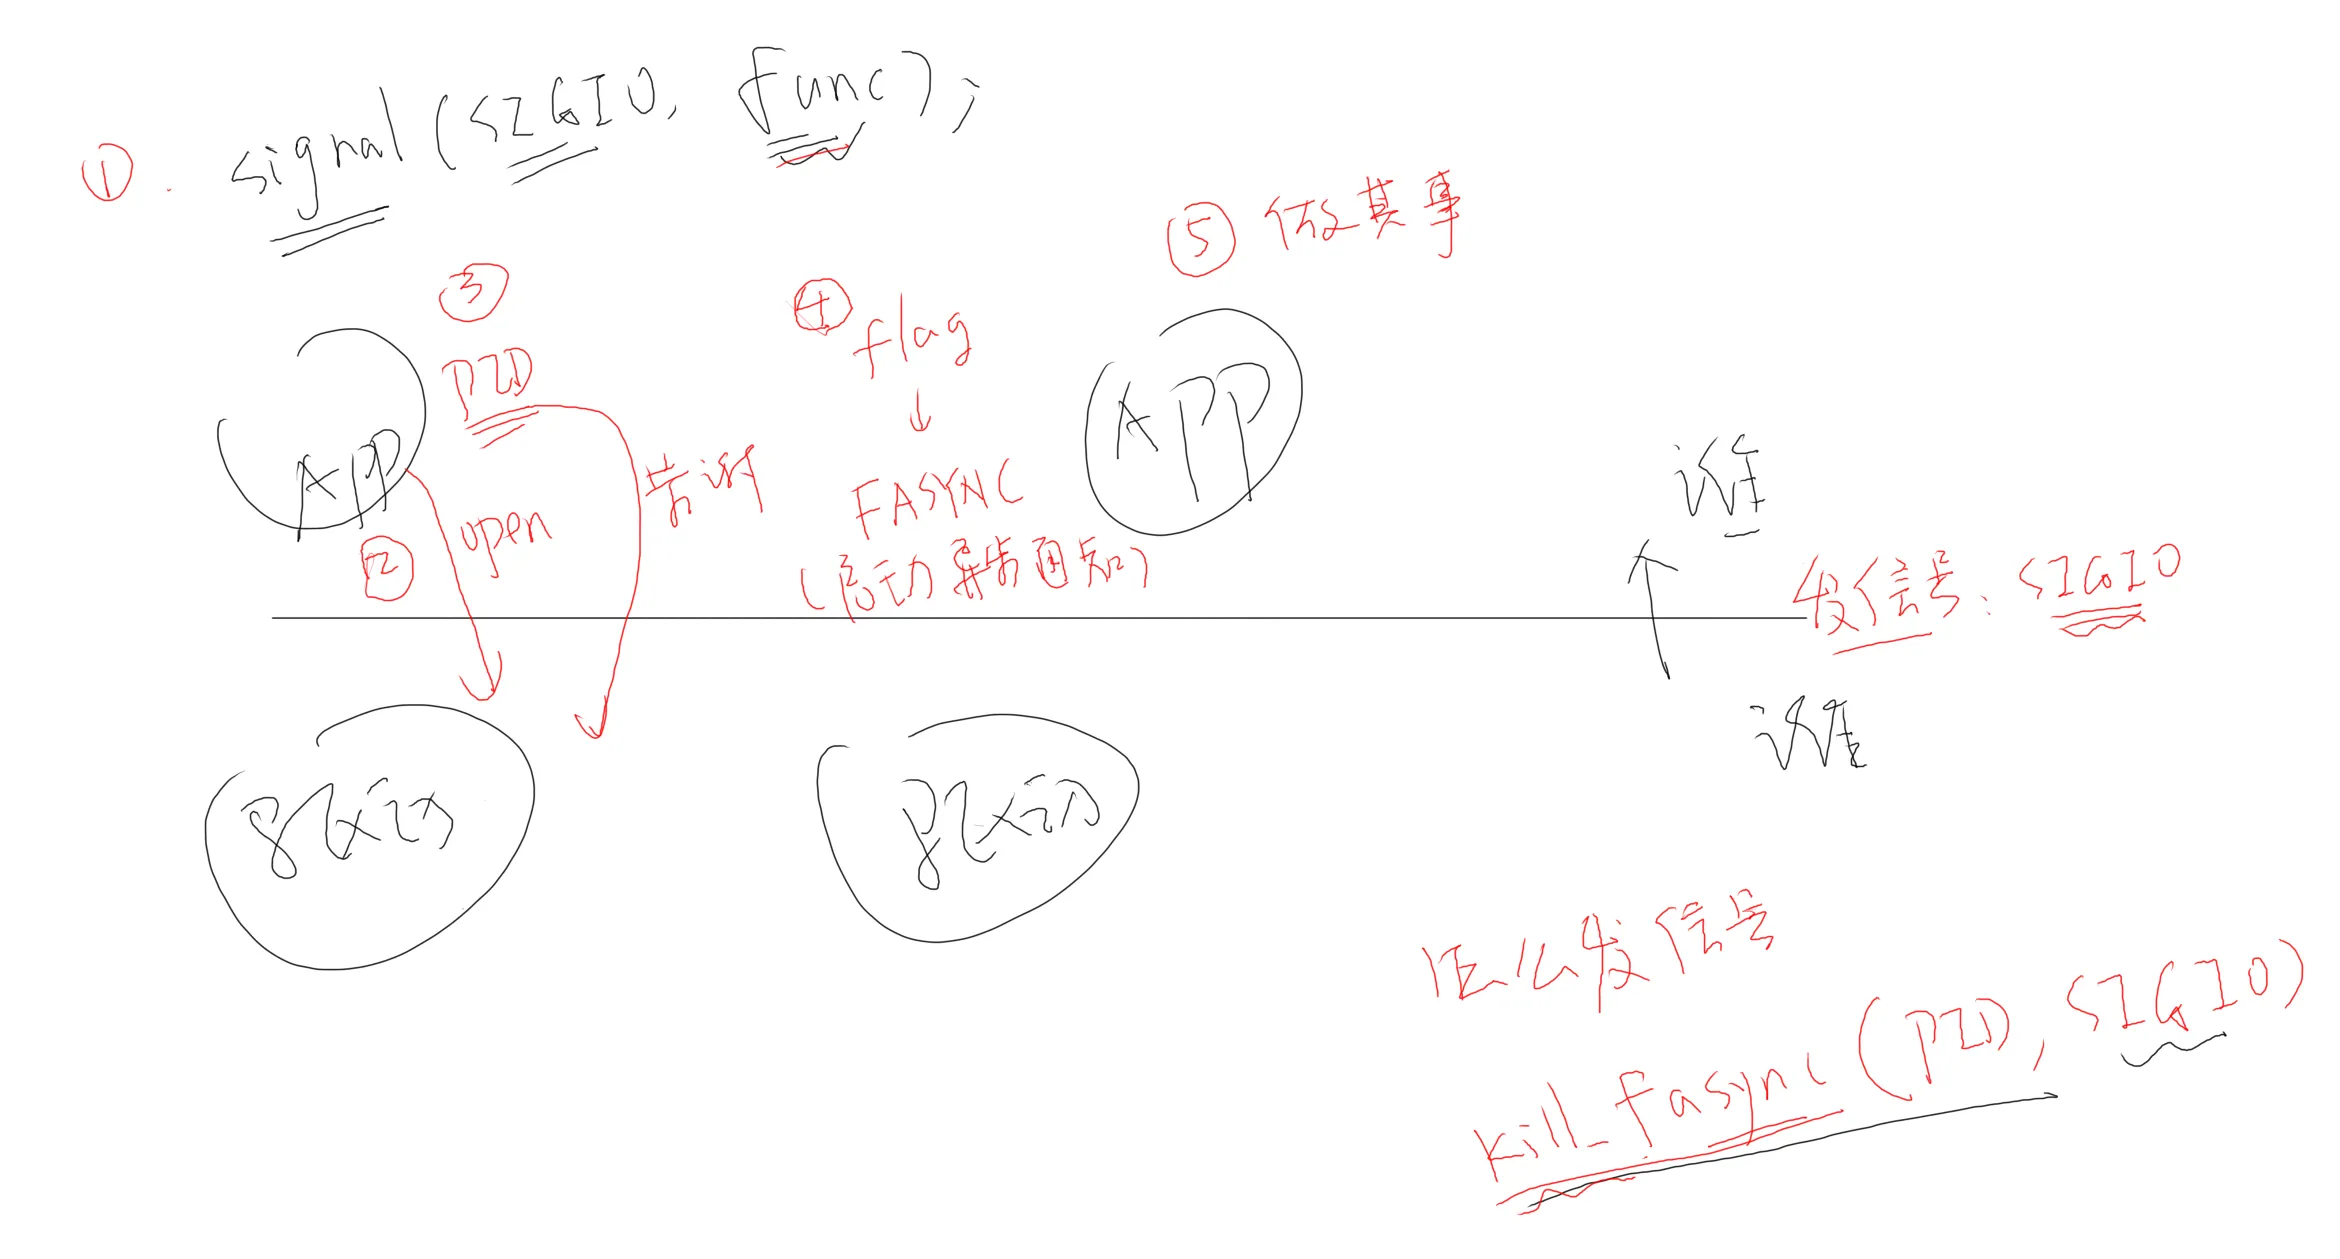 ① signal(SIGIO, func);
⑤ 做其事
③
PID
④ flag
↓
FASYNC
(启动异步通知)
APP
APP
告诉
② open
谁
发信号: SIGIO
谁
驱动
驱动
怎么发信号
kill_fasync(PID, SIGIO)